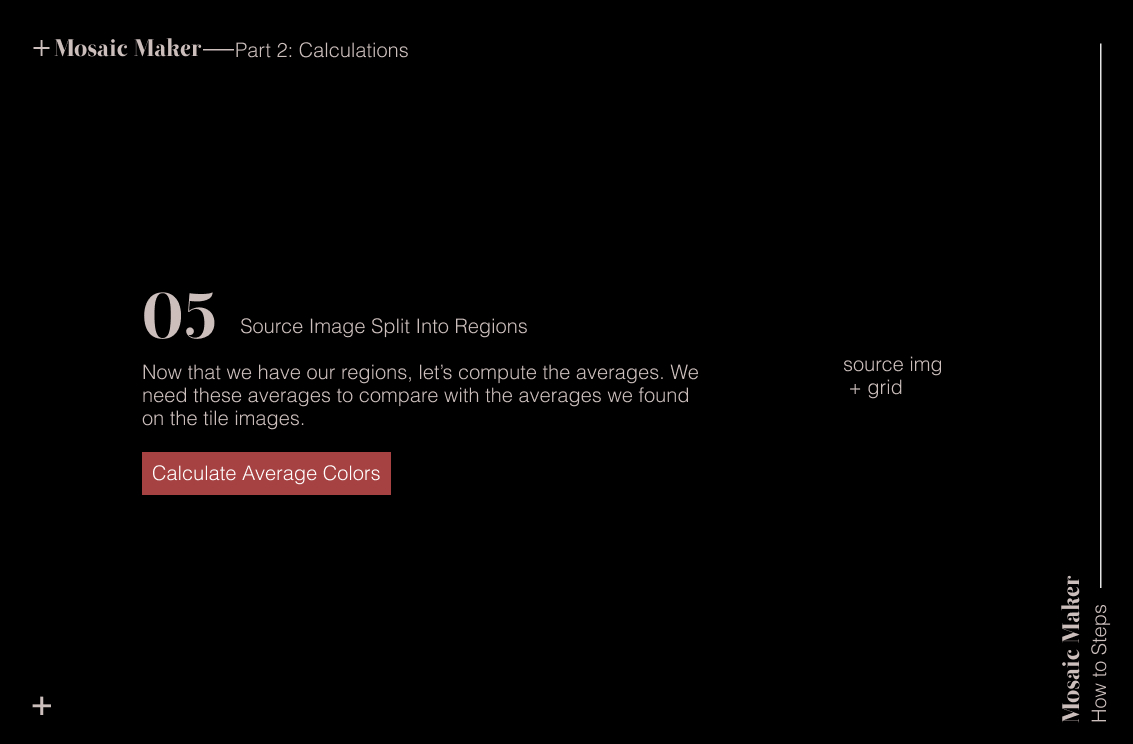 + Mosaic Maker—Part 2: Calculations
05 Source Image Split Into Regions
Now that we have our regions, let’s compute the averages. We
need these averages to compare with the averages we found
on the tile images.
Calculate Average Colors
source img
+ grid
Mosaic Maker
How to Steps
+